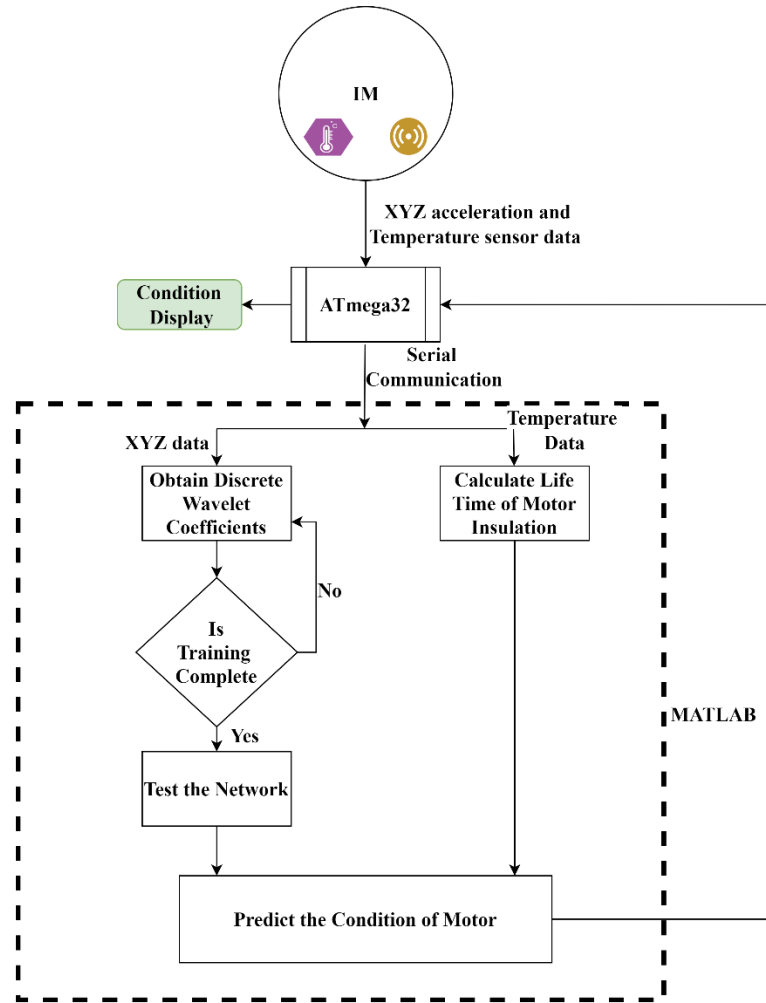 IM
°C
XYZ acceleration and
Temperature sensor data
Condition
Display
ATmega32
Serial
Communication
XYZ data
Temperature
Data
Obtain Discrete
Wavelet
Coefficients
Calculate Life
Time of Motor
Insulation
No
Is
Training
Complete
Yes
MATLAB
Test the Network
Predict the Condition of Motor